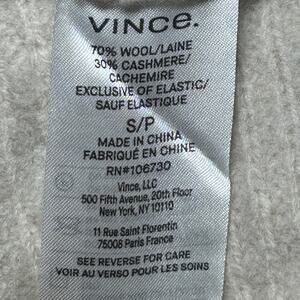 VINCE.
70% WOOL/LAINE
30% CASHMERE/
CACHEMIRE
EXCLUSIVE OF ELASTIC/
SAUF ELASTIQUE
S/P
MADE IN CHINA
FABRIQUÉ EN CHINE
RN#106730
Vince, LLC
500 Fifth Avenue, 20th Floor
New York, NY 10110
11 Rue Saint Florentin
75008 Paris France
SEE REVERSE FOR CARE
VOIR AU VERSO POUR LES SOINS